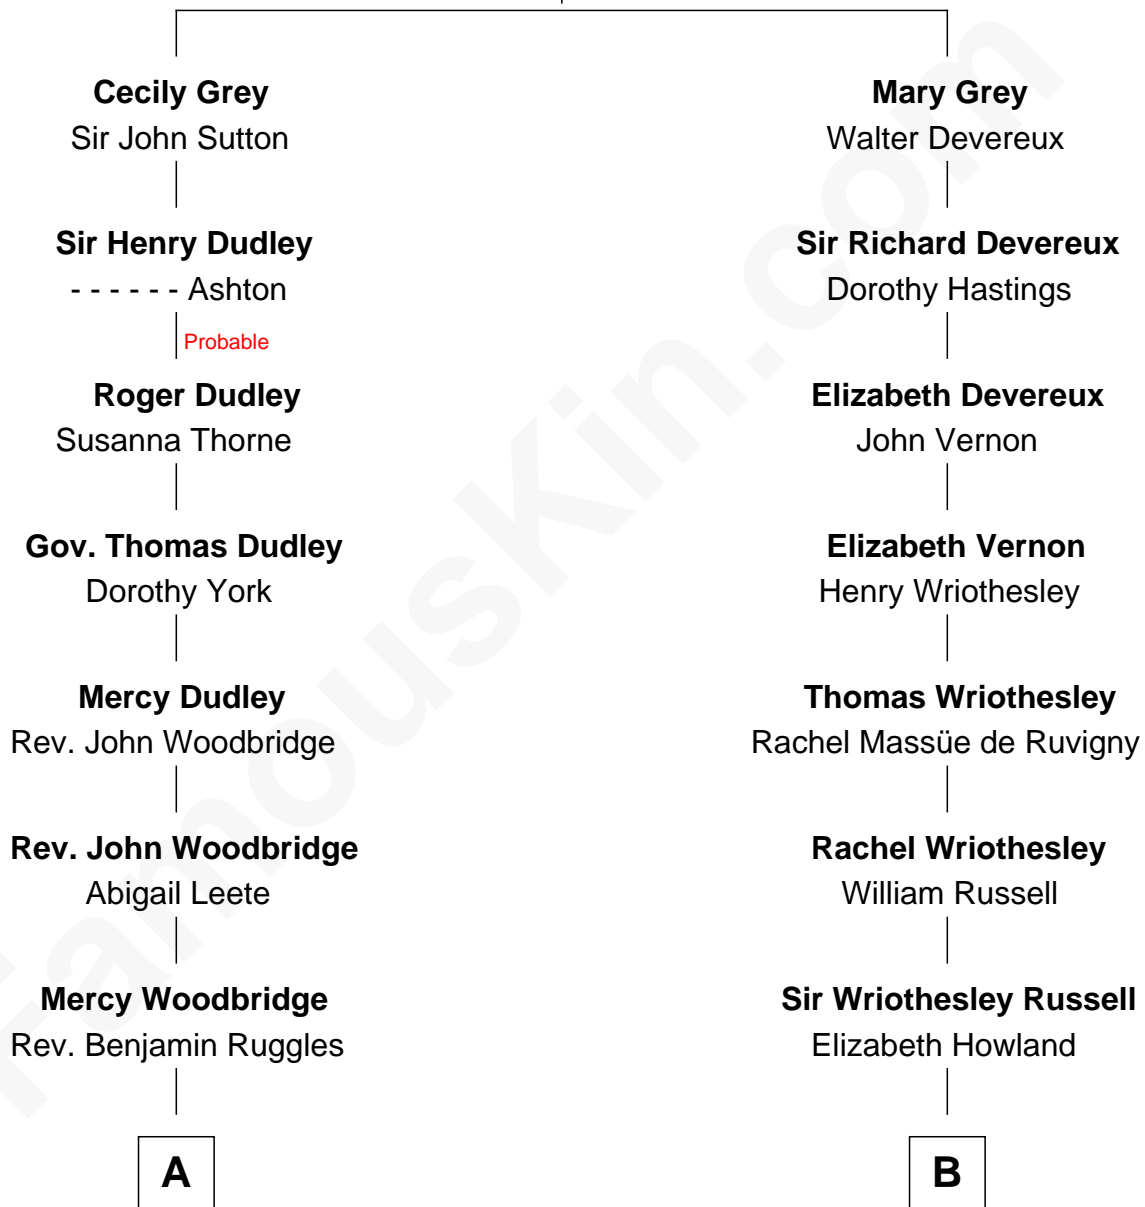 Cecily Grey
Sir John Sutton
Sir Henry Dudley
- - - - - - Ashton
Probable
Roger Dudley
Susanna Thorne
Gov. Thomas Dudley
Dorothy York
Mercy Dudley
Rev. John Woodbridge
Rev. John Woodbridge
Abigail Leete
Mercy Woodbridge
Rev. Benjamin Ruggles
A
Mary Grey
Walter Devereux
Sir Richard Devereux
Dorothy Hastings
Elizabeth Devereux
John Vernon
Elizabeth Vernon
Henry Wriothesley
Thomas Wriothesley
Rachel Massüe de Ruvigny
Rachel Wriothesley
William Russell
Sir Wriothesley Russell
Elizabeth Howland
B
FamousKin.com